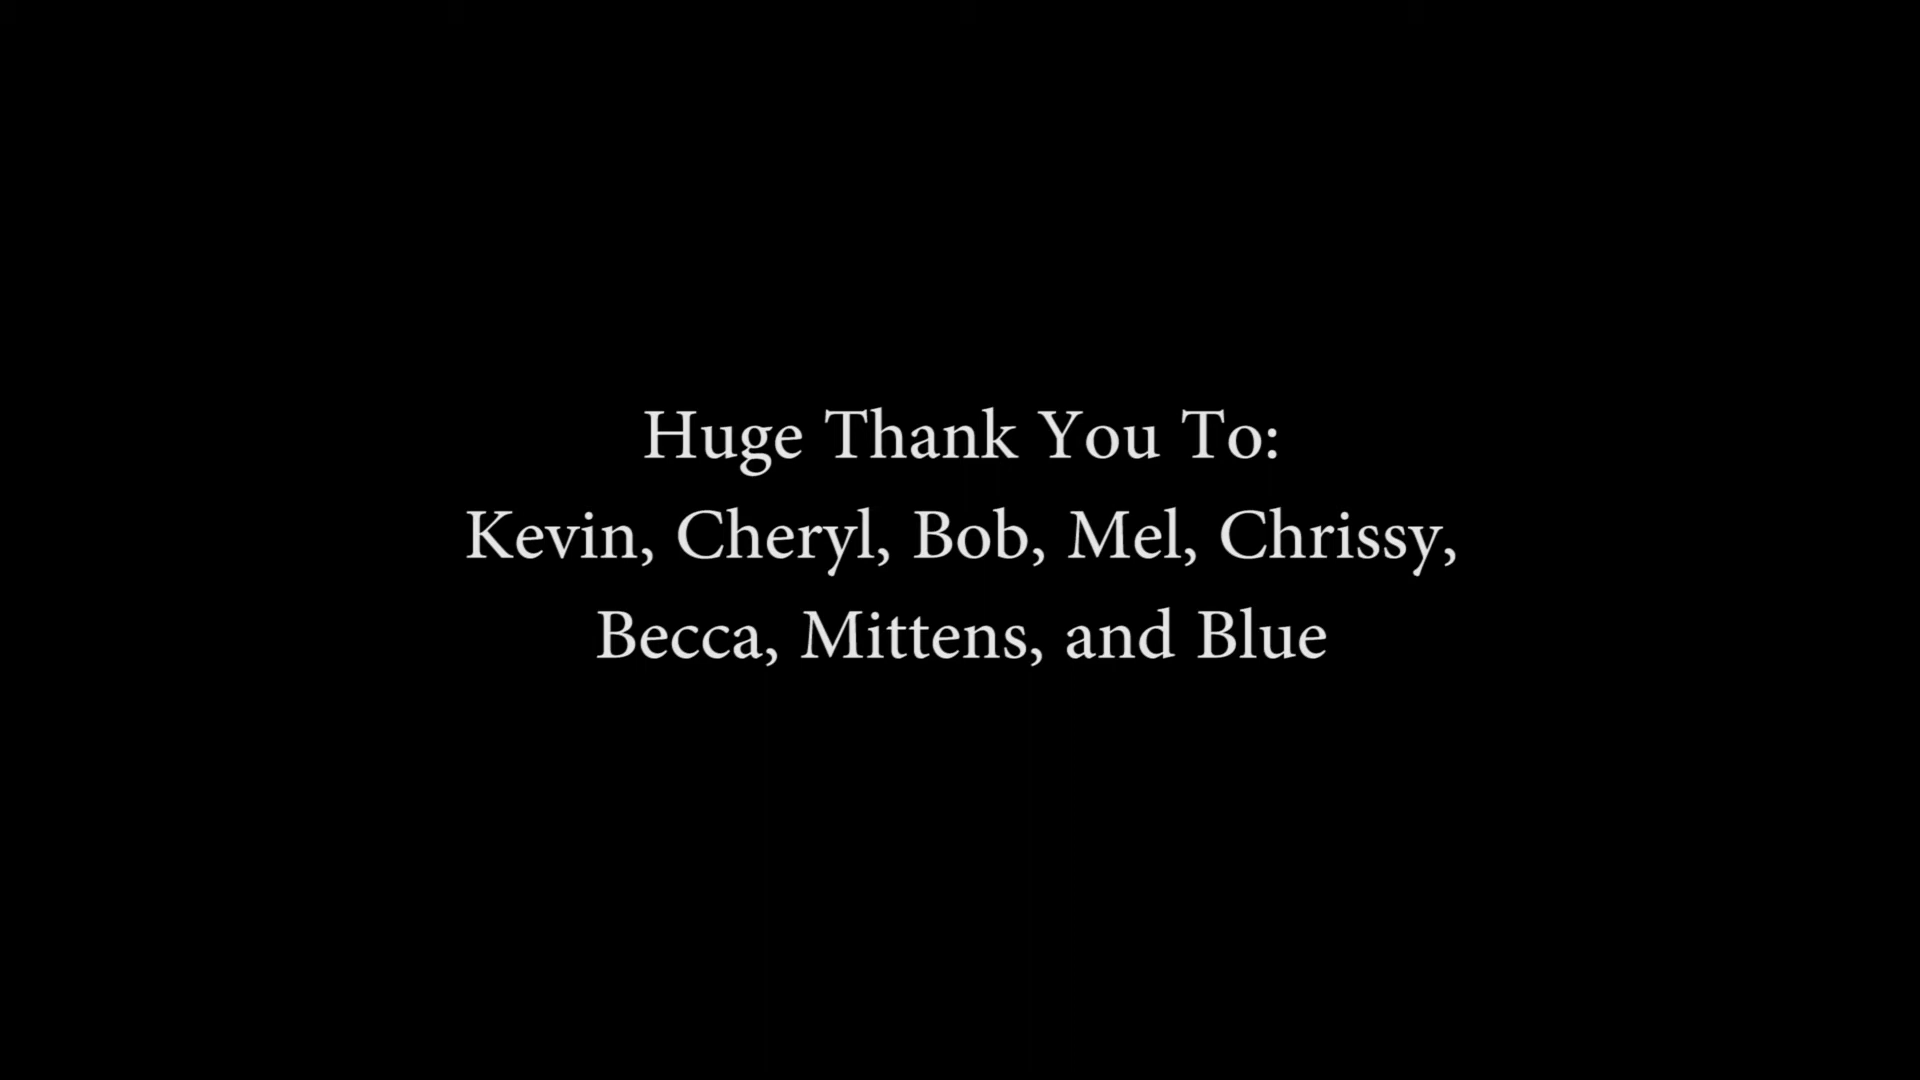 Huge Thank You To:
Kevin, Cheryl, Bob, Mel, Chrissy,
Becca, Mittens, and Blue